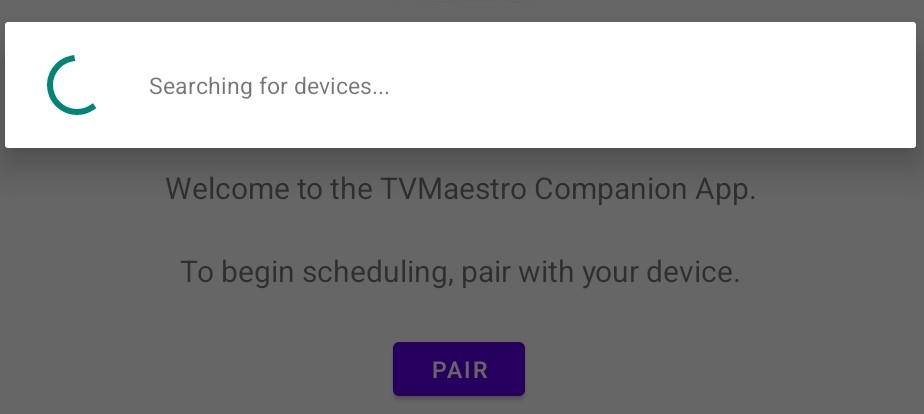 Searching for devices...
Welcome to the TVMaestro Companion App.
To begin scheduling, pair with your device.
PAIR